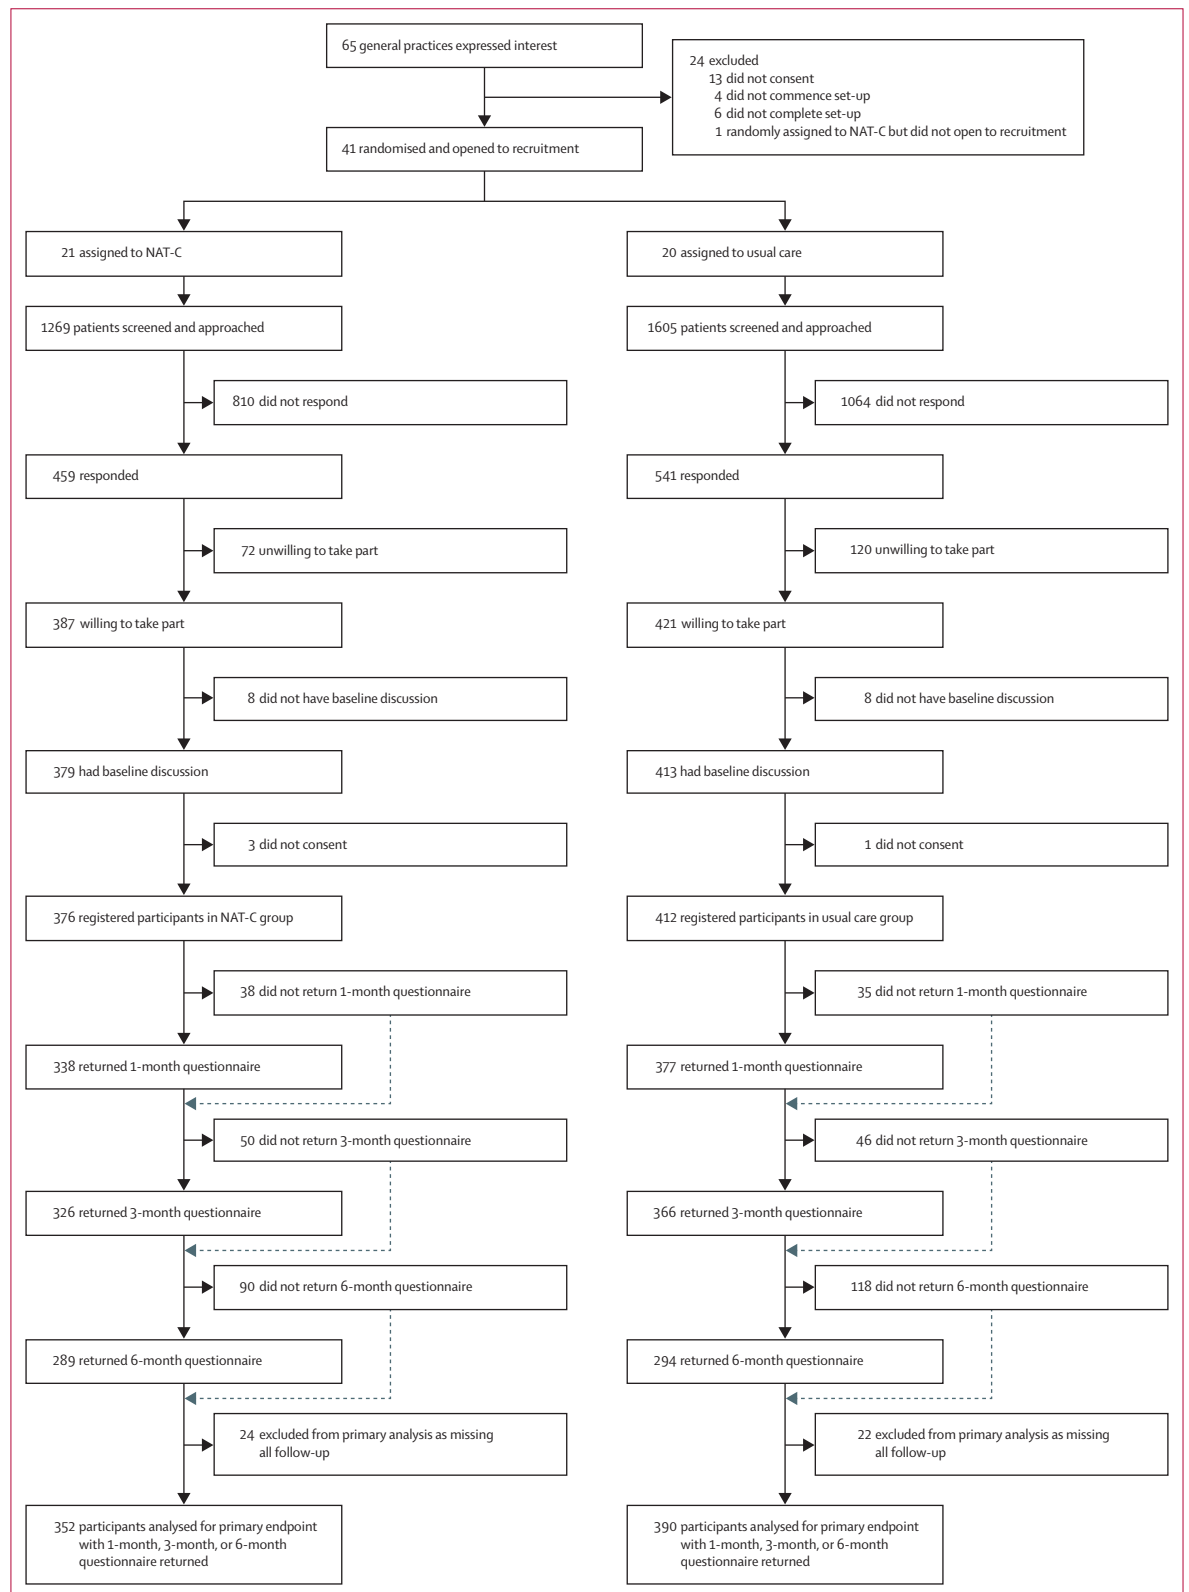 65 general practices expressed interest
24 excluded
13 did not consent
4 did not commence set-up
6 did not complete set-up
1 randomly assigned to NAT-C but did not open to recruitment
41 randomised and opened to recruitment
21 assigned to NAT-C
20 assigned to usual care
1269 patients screened and approached
1605 patients screened and approached
810 did not respond
1064 did not respond
459 responded
541 responded
72 unwilling to take part
120 unwilling to take part
387 willing to take part
421 willing to take part
8 did not have baseline discussion
8 did not have baseline discussion
379 had baseline discussion
413 had baseline discussion
3 did not consent
1 did not consent
376 registered participants in NAT-C group
412 registered participants in usual care group
38 did not return 1-month questionnaire
35 did not return 1-month questionnaire
338 returned 1-month questionnaire
377 returned 1-month questionnaire
50 did not return 3-month questionnaire
46 did not return 3-month questionnaire
326 returned 3-month questionnaire
366 returned 3-month questionnaire
90 did not return 6-month questionnaire
118 did not return 6-month questionnaire
289 returned 6-month questionnaire
294 returned 6-month questionnaire
24 excluded from primary analysis as missing
all follow-up
22 excluded from primary analysis as missing
all follow-up
352 participants analysed for primary endpoint
with 1-month, 3-month, or 6-month
questionnaire returned
390 participants analysed for primary endpoint
with 1-month, 3-month, or 6-month
questionnaire returned